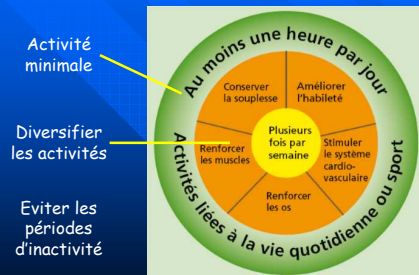 Activité
minimale
Diversifier
les activités
Eviter les
périodes
d'inactivité
Au moins une heure par jour
Conserver
la souplesse
Améliorer
l'habileté
Plusieurs
fois par
semaine
Renforcer
les muscles
Stimuler
le système
cardio-
vasculaire
Renforcer
les os
Activités liées à la vie quotidienne ou sport